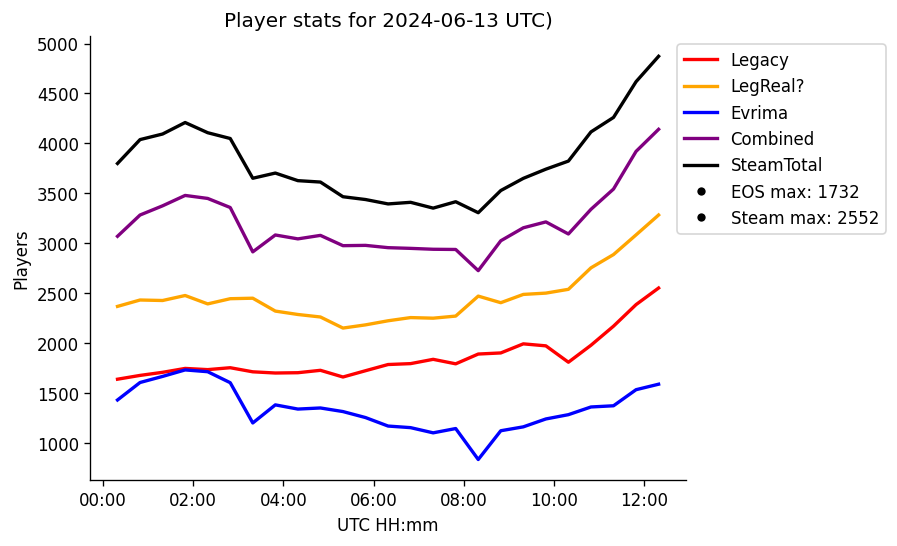 Player stats for 2024-06-13 UTC)
5000
4500
4000
3500
3000
2500
2000
1500
1000
Players
00:00 02:00 04:00 06:00 08:00 10:00 12:00
UTC HH:mm
Legacy
LegReal?
Evrima
Combined
SteamTotal
EOS max: 1732
Steam max: 2552